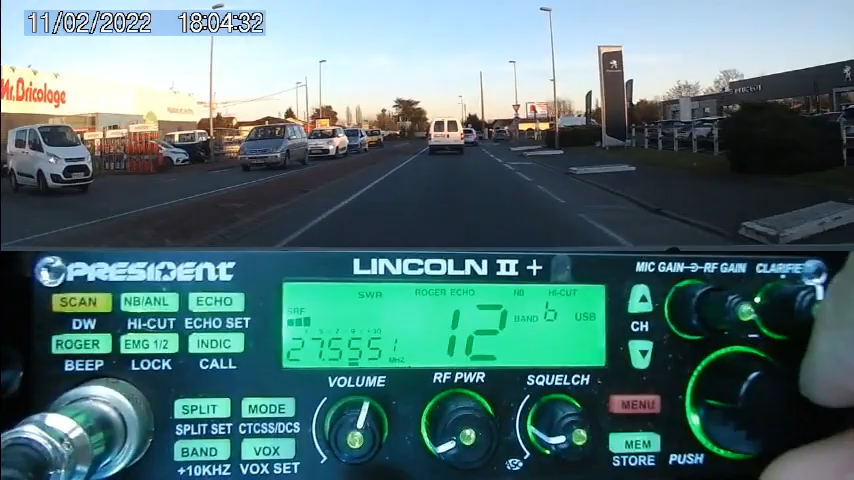 11/02/2022 18:04:32
Mr. Bricolage
PEUGEOT
PRESIDENT
LINCOLN II +
MIC GAIN RF GAIN CLARIFIER
SCAN NB/ANL ECHO
DW HI-CUT ECHO SET
ROGER EMG 1/2 INDIC
BEEP LOCK CALL
SWR ROGER ECHO NB HI-CUT
SRF
12 BAND b USB
27.5551 MHz
CH
VOLUME RF PWR SQUELCH
SPLIT MODE
SPLIT SET CTCSS/DCS
BAND VOX
+10KHZ VOX SET
MENU
MEM
STORE PUSH